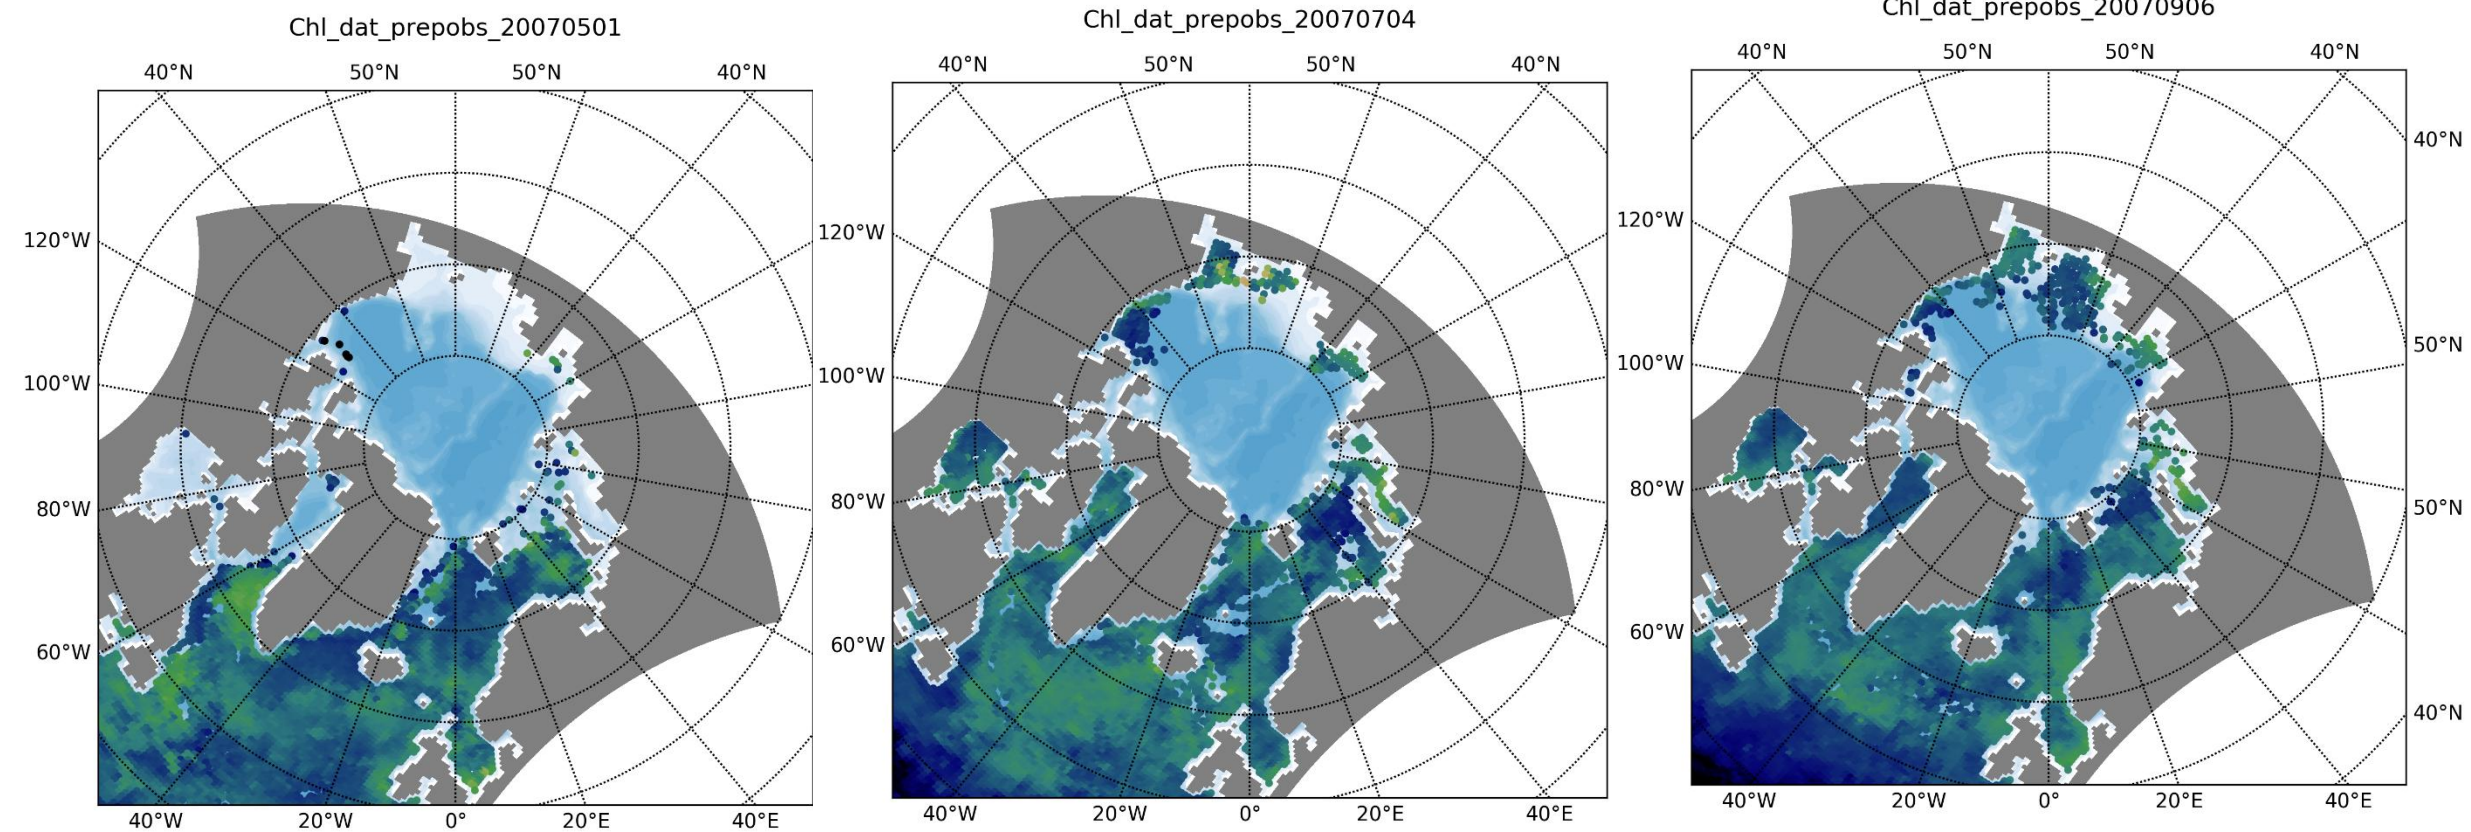 Chl_dat_prepobs_20070501
40°N 50°N 50°N 40°N
120°W
100°W
80°W
60°W
40°W 20°W 0° 20°E 40°E
Chl_dat_prepobs_20070704
40°N 50°N 50°N 40°N
120°W
100°W
80°W
60°W
40°W 20°W 0° 20°E 40°E
Chl_dat_prepobs_20070906
40°N 50°N 50°N 40°N
120°W 40°N
100°W 50°N
80°W 50°N
60°W 40°N
40°W 20°W 0° 20°E 40°E